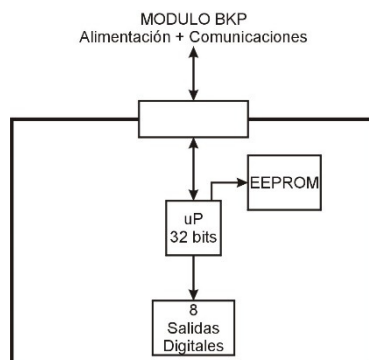 MODULO BKP
Alimentación + Comunicaciones
EEPROM
uP
32 bits
8
Salidas
Digitales